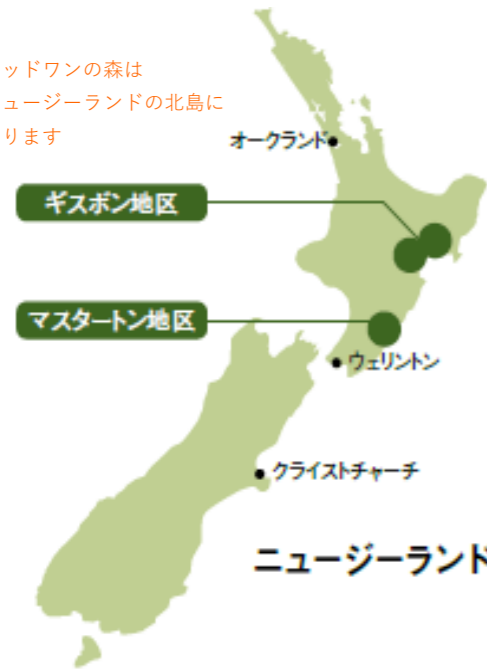 ッドワンの森は
ュージーランドの北島に
ります
オークランド
ギスボン地区
マスタートン地区
ウェリントン
クライストチャーチ
ニュージーランド